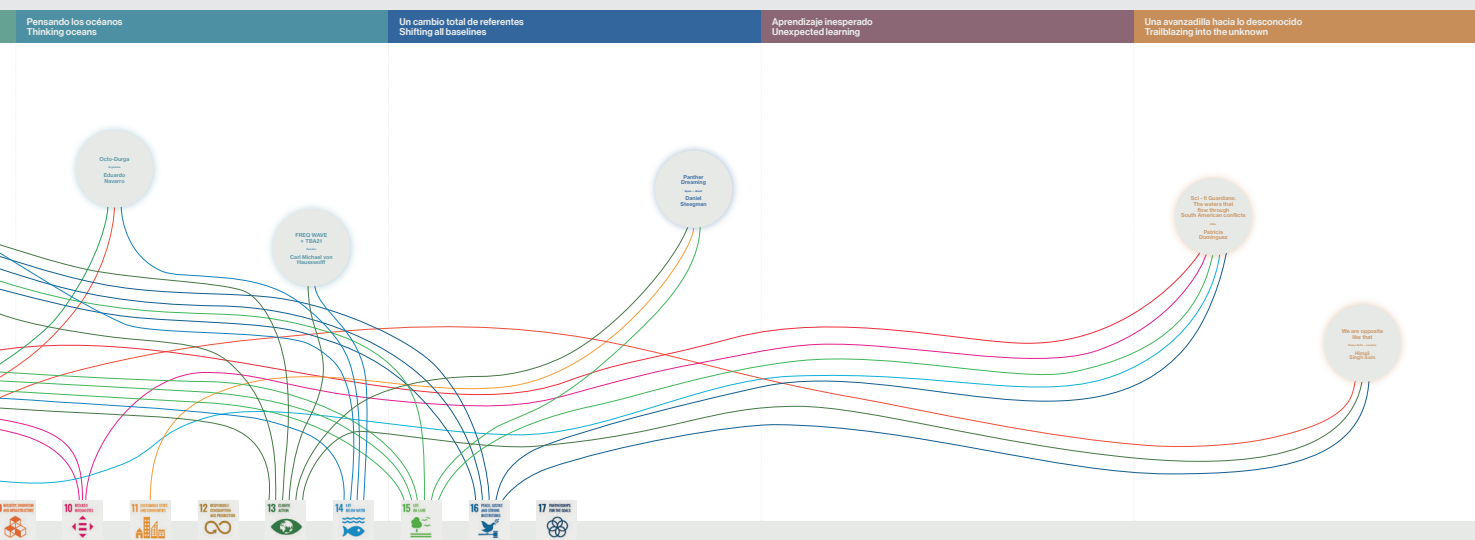 Pensando los océanos
Thinking oceans
Un cambio total de referentes
Shifting all baselines
Aprendizaje inesperado
Unexpected learning
Una avanzadilla hacia lo desconocido
Trailblazing into the unknown
Octo-Durga
Eduardo
Navarro
FREQ WAVE
× TBA21
Carl Michael von
Hausswolff
Panther
Dreaming
Daniel
Steegman
Sci - fi Guardians.
The waters that
flow through
South American conflicts
Patricia
Domínguez
We are opposite
like that
Himali
Singh Soin
INDUSTRY, INNOVATION
AND INFRASTRUCTURE
10 REDUCED
INEQUALITIES
11 SUSTAINABLE CITIES
AND COMMUNITIES
12 RESPONSIBLE
CONSUMPTION
AND PRODUCTION
13 CLIMATE
ACTION
14 LIFE
BELOW WATER
15 LIFE
ON LAND
16 PEACE, JUSTICE
AND STRONG
INSTITUTIONS
17 PARTNERSHIPS
FOR THE GOALS